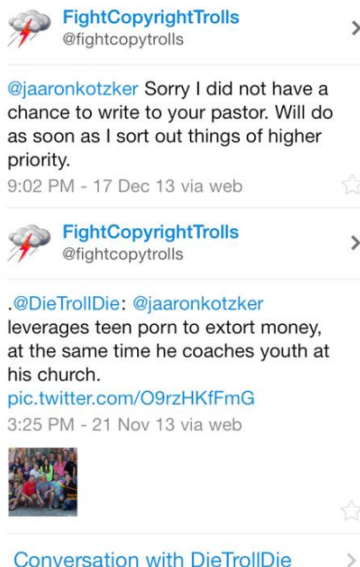 FightCopyrightTrolls
@fightcopytrolls
@jaaronkotzker Sorry I did not have a
chance to write to your pastor. Will do
as soon as I sort out things of higher
priority.
9:02 PM - 17 Dec 13 via web
FightCopyrightTrolls
@fightcopytrolls
.@DieTrollDie: @jaaronkotzker
leverages teen porn to extort money,
at the same time he coaches youth at
his church.
pic.twitter.com/O9rzHKfFmG
3:25 PM - 21 Nov 13 via web
Conversation with DieTrollDie